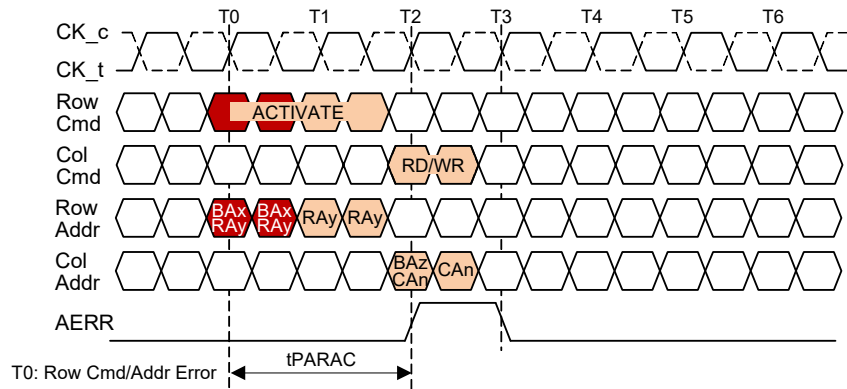 T0 T1 T2 T3 T4 T5 T6
CK_c
CK_t
Row
Cmd
ACTIVATE
Col
Cmd
RD/WR
Row
Addr
BAx
RAy
BAx
RAy
RAy
RAy
Col
Addr
BAz
CAn
CAn
AERR
T0: Row Cmd/Addr Error
tPARAC